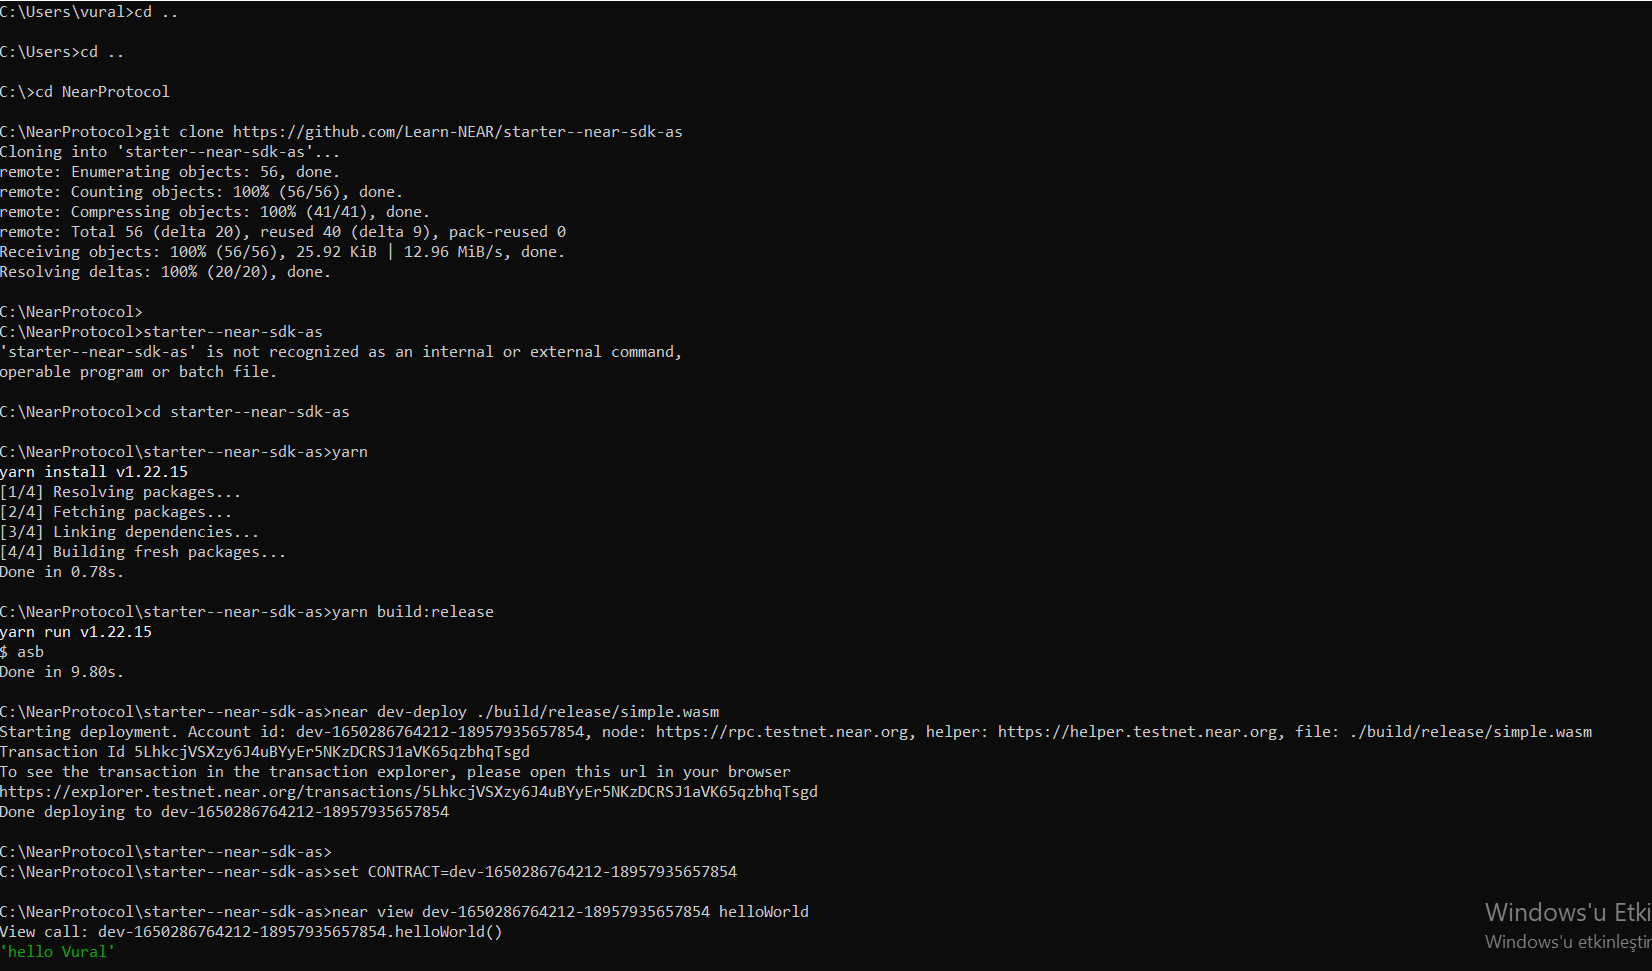 C:\Users\vural>cd ..
C:\Users>cd ..
C:\>cd NearProtocol
C:\NearProtocol>git clone https://github.com/Learn-NEAR/starter--near-sdk-as
Cloning into 'starter--near-sdk-as'...
remote: Enumerating objects: 56, done.
remote: Counting objects: 100% (56/56), done.
remote: Compressing objects: 100% (41/41), done.
remote: Total 56 (delta 20), reused 40 (delta 9), pack-reused 0
Receiving objects: 100% (56/56), 25.92 KiB | 12.96 MiB/s, done.
Resolving deltas: 100% (20/20), done.
C:\NearProtocol>
C:\NearProtocol>starter--near-sdk-as
'starter--near-sdk-as' is not recognized as an internal or external command,
operable program or batch file.
C:\NearProtocol>cd starter--near-sdk-as
C:\NearProtocol\starter--near-sdk-as>yarn
yarn install v1.22.15
[1/4] Resolving packages...
[2/4] Fetching packages...
[3/4] Linking dependencies...
[4/4] Building fresh packages...
Done in 0.78s.
C:\NearProtocol\starter--near-sdk-as>yarn build:release
yarn run v1.22.15
$ asb
Done in 9.80s.
C:\NearProtocol\starter--near-sdk-as>near dev-deploy ./build/release/simple.wasm
Starting deployment. Account id: dev-1650286764212-18957935657854, node: https://rpc.testnet.near.org, helper: https://helper.testnet.near.org, file: ./build/release/simple.wasm
Transaction Id 5LhkcjVSXzy6J4uBYyEr5NKzDCRSJ1aVK65qzbhqTsgd
To see the transaction in the transaction explorer, please open this url in your browser
https://explorer.testnet.near.org/transactions/5LhkcjVSXzy6J4uBYyEr5NKzDCRSJ1aVK65qzbhqTsgd
Done deploying to dev-1650286764212-18957935657854
C:\NearProtocol\starter--near-sdk-as>
C:\NearProtocol\starter--near-sdk-as>set CONTRACT=dev-1650286764212-18957935657854
C:\NearProtocol\starter--near-sdk-as>near view dev-1650286764212-18957935657854 helloWorld
View call: dev-1650286764212-18957935657854.helloWorld()
'hello Vural'
Windows'u Etki
Windows'u etkinleştir